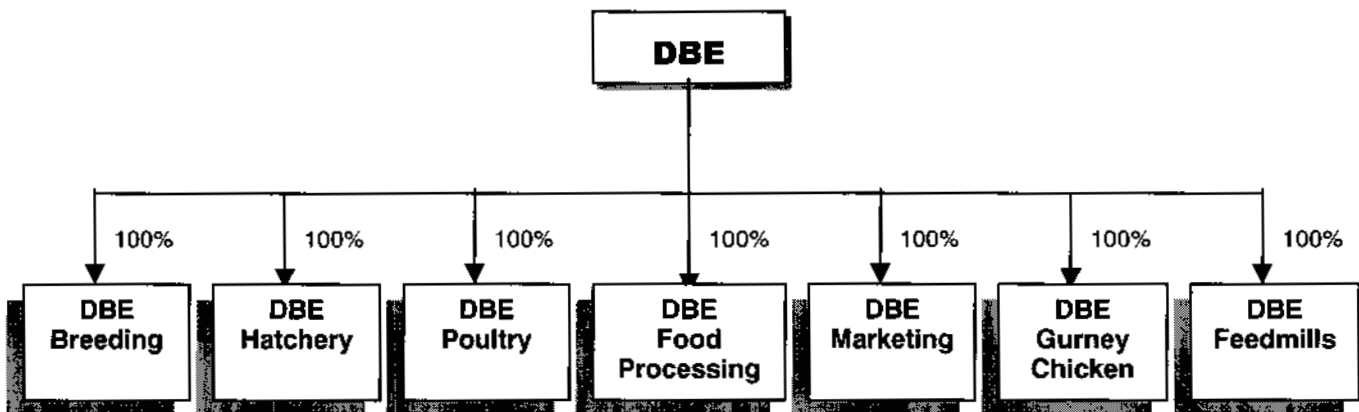 DBE
100%
100%
100%
100%
100%
100%
100%
DBE
Breeding
DBE
Hatchery
DBE
Poultry
DBE
Food
Processing
DBE
Marketing
DBE
Gurney
Chicken
DBE
Feedmills